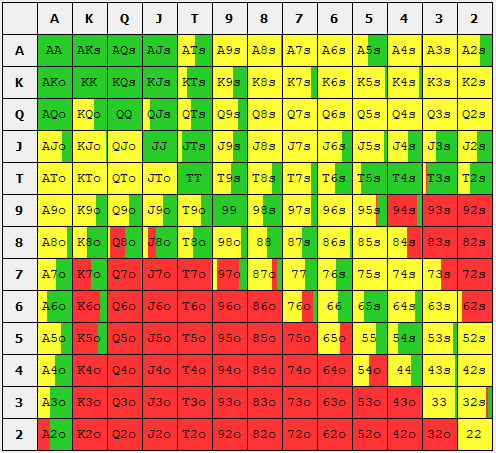 A K Q J T 9 8 7 6 5 4 3 2
A AA AKs AQs AJs ATs A9s A8s A7s A6s A5s A4s A3s A2s
K AKo KK KQs KJs KTs K9s K8s K7s K6s K5s K4s K3s K2s
Q AQo KQo QQ QJs QTs Q9s Q8s Q7s Q6s Q5s Q4s Q3s Q2s
J AJo KJo QJo JJ JTs J9s J8s J7s J6s J5s J4s J3s J2s
T ATo KTo QTo JTo TT T9s T8s T7s T6s T5s T4s T3s T2s
9 A9o K9o Q9o J9o T9o 99 98s 97s 96s 95s 94s 93s 92s
8 A8o K8o Q8o J8o T8o 98o 88 87s 86s 85s 84s 83s 82s
7 A7o K7o Q7o J7o T7o 97o 87o 77 76s 75s 74s 73s 72s
6 A6o K6o Q6o J6o T6o 96o 86o 76o 66 65s 64s 63s 62s
5 A5o K5o Q5o J5o T5o 95o 85o 75o 65o 55 54s 53s 52s
4 A4o K4o Q4o J4o T4o 94o 84o 74o 64o 54o 44 43s 42s
3 A3o K3o Q3o J3o T3o 93o 83o 73o 63o 53o 43o 33 32s
2 A2o K2o Q2o J2o T2o 92o 82o 72o 62o 52o 42o 32o 22